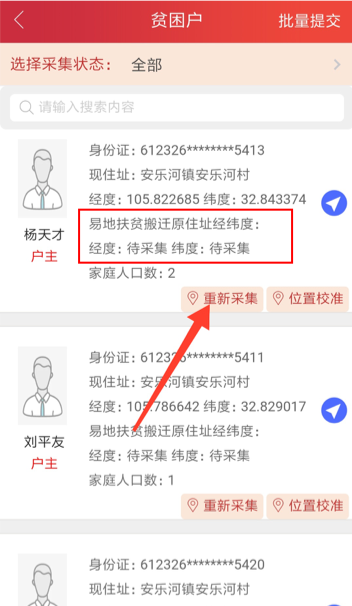 贫困户
批量提交
选择采集状态： 全部
请输入搜索内容
身份证：612326********5413
现住址：安乐河镇安乐河村
经度：105.822685 纬度：32.843374
易地扶贫搬迁原住址经纬度：
经度：待采集 纬度：待采集
家庭人口数：2
杨天才
户主
重新采集
位置校准
身份证：612326********5411
现住址：安乐河镇安乐河村
经度：105.786642 纬度：32.829017
易地扶贫搬迁原住址经纬度：
经度：待采集 纬度：待采集
家庭人口数：1
刘平友
户主
重新采集
位置校准
身份证：612326********5420
现住址：安乐河镇安乐河村